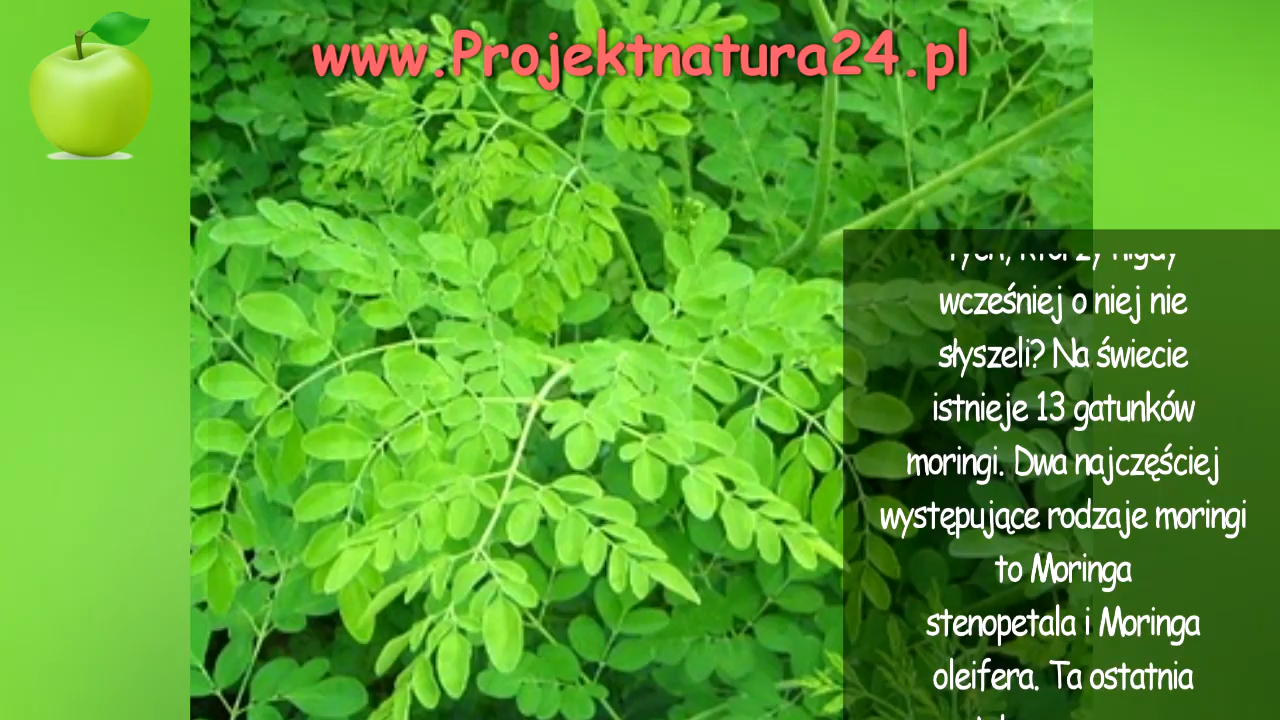 www.Projektnatura24.pl
wcześniej o niej nie
słyszeli? Na świecie
istnieje 13 gatunków
moringi. Dwa najczęściej
występujące rodzaje moringi
to Moringa
stenopetala i Moringa
oleifera. Ta ostatnia